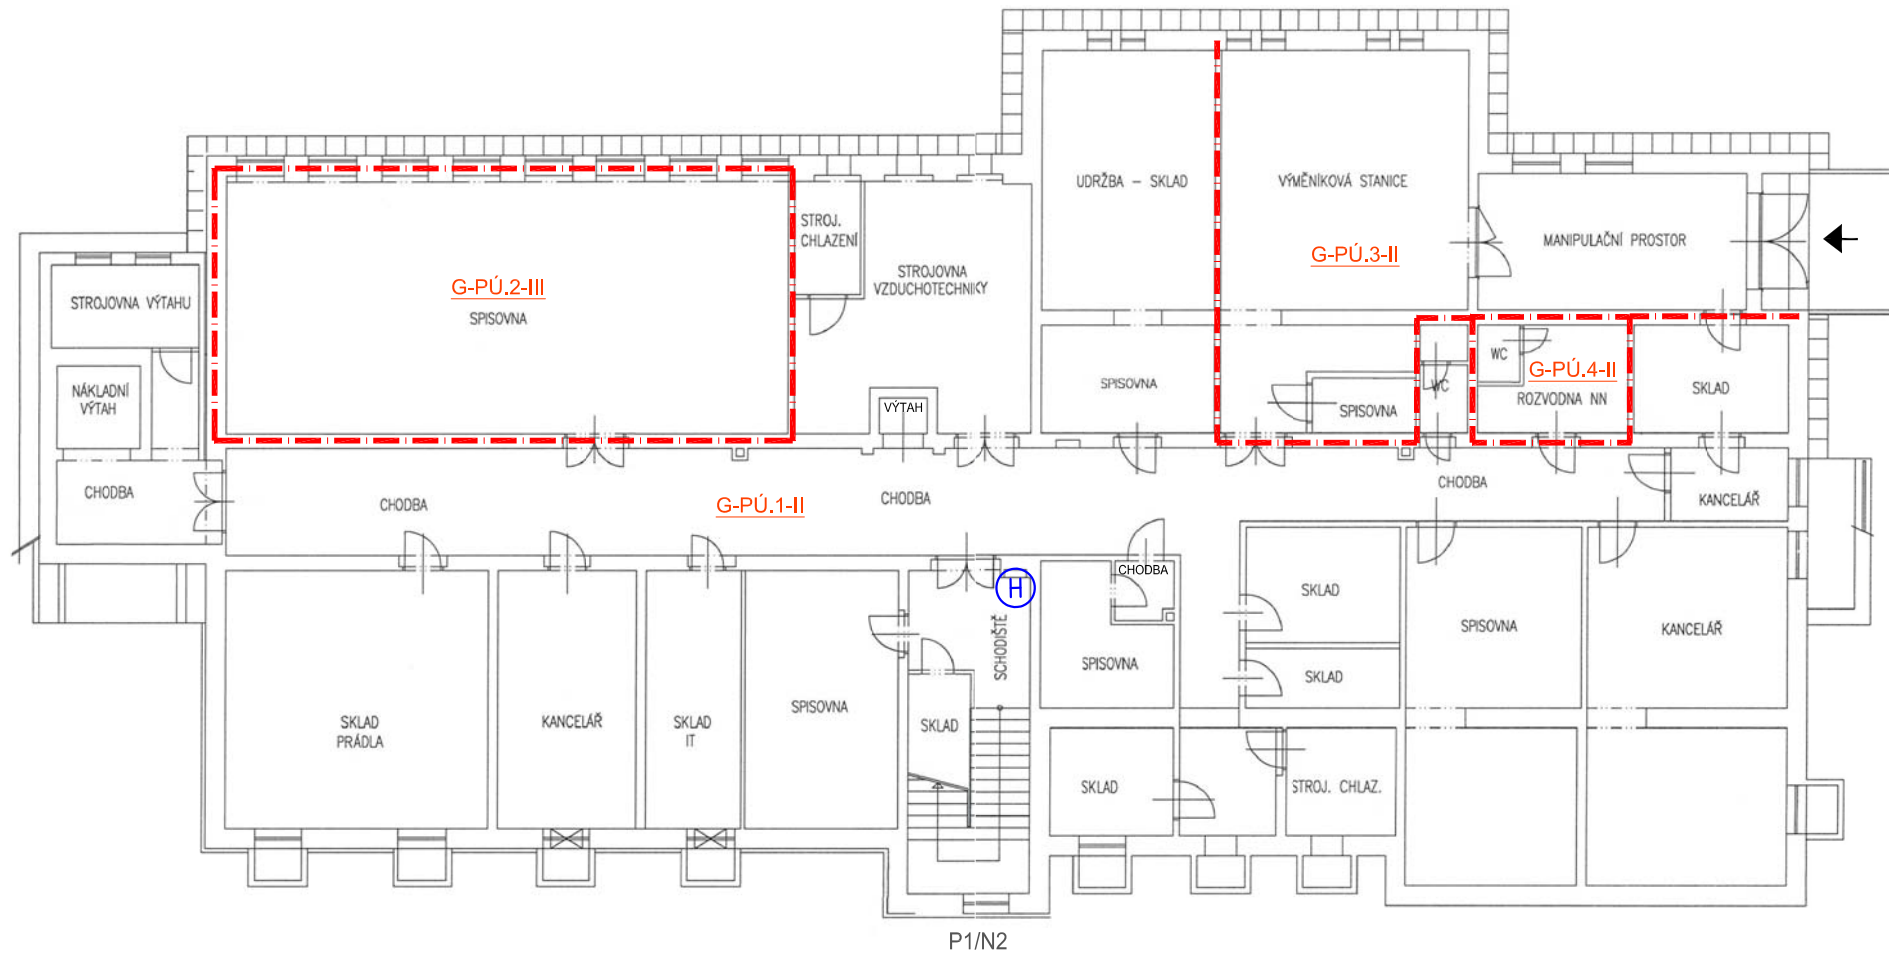 UDRŽBA – SKLAD
VÝMĚNÍKOVÁ STANICE
G-PÚ.3-II
MANIPULAČNÍ PROSTOR
STROJ.
CHLAZENÍ
STROJOVNA
VZDUCHOTECHNIKY
G-PÚ.2-III
SPISOVNA
STROJOVNA VÝTAHU
NÁKLADNÍ
VÝTAH
VÝTAH
SPISOVNA
SPISOVNA
WC
WC
G-PÚ.4-II
ROZVODNA NN
SKLAD
CHODBA
CHODBA
G-PÚ.1-II
CHODBA
CHODBA
KANCELÁŘ
CHODBA
H
SCHODIŠTĚ
SKLAD
PRÁDLA
KANCELÁŘ
SKLAD
IT
SPISOVNA
SKLAD
SPISOVNA
SKLAD
SKLAD
SPISOVNA
KANCELÁŘ
SKLAD
STROJ. CHLAZ.
P1/N2